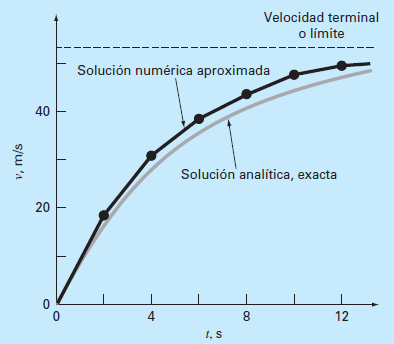 Velocidad terminal
o límite
Solución numérica aproximada
40
Solución analítica, exacta
v, m/s
20
0
0
4
8
12
t, s